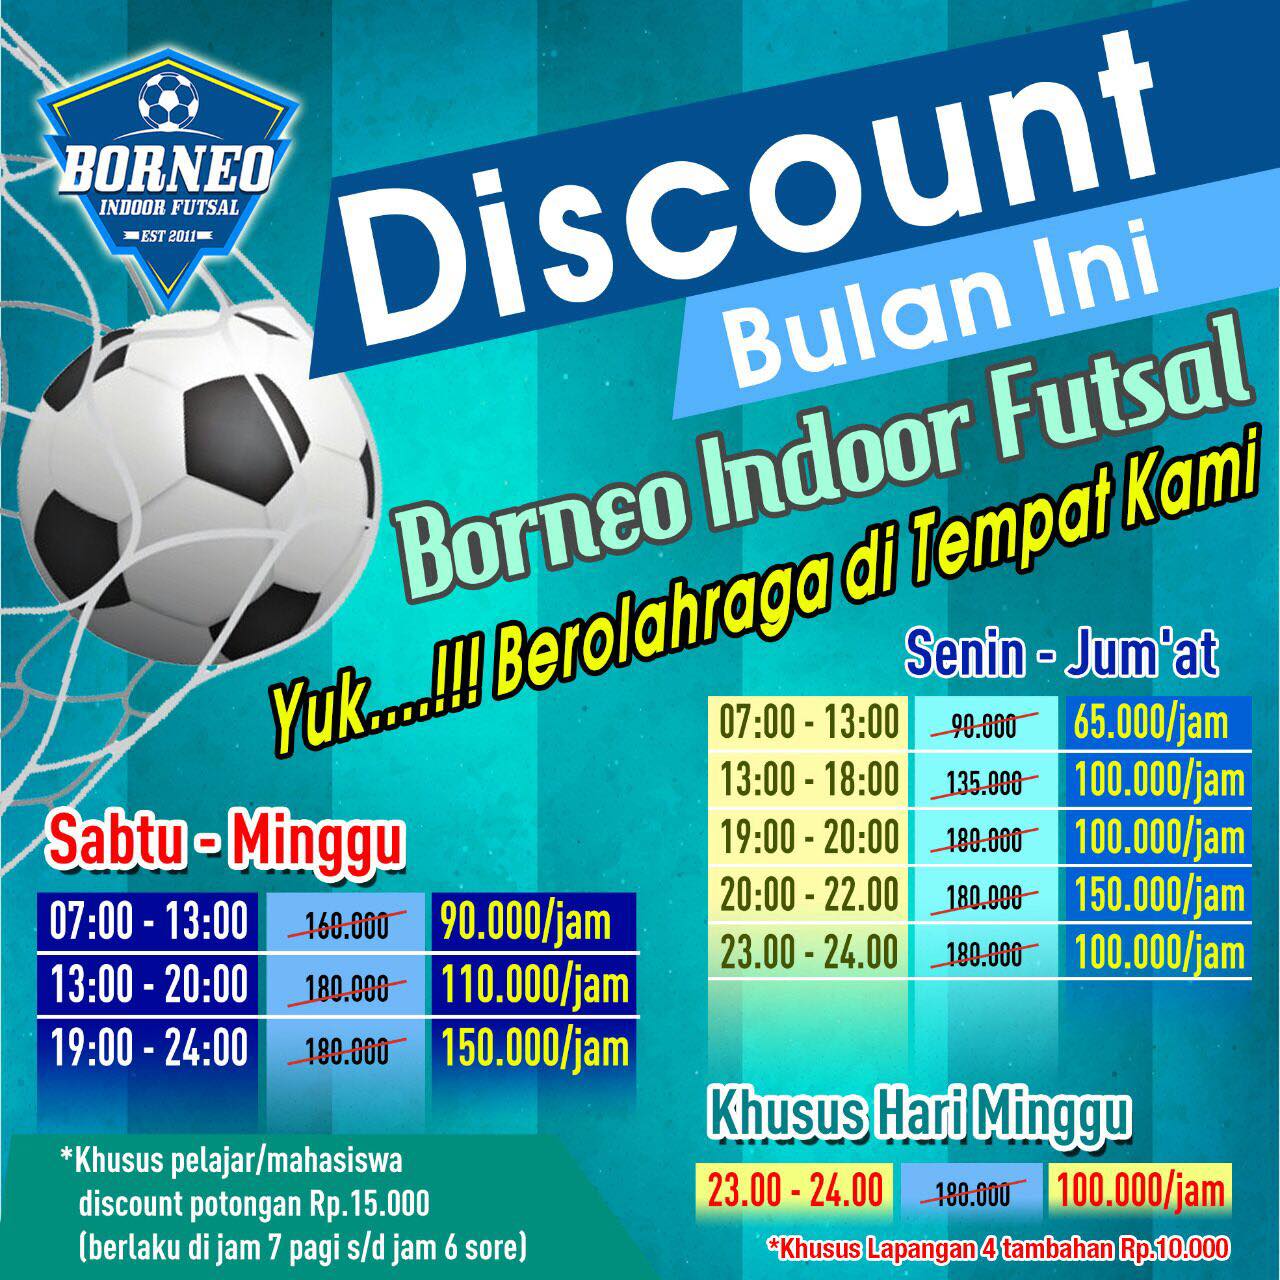 BORNEO
INDOOR FUTSAL
EST 2011
Discount
Bulan Ini
Borneo Indoor Futsal
Yuk....!!! Berolahraga di Tempat Kami
Senin - Jum'at
07:00 - 13:00 90.000 65.000/jam
13:00 - 18:00 135.000 100.000/jam
19:00 - 20:00 180.000 100.000/jam
20:00 - 22.00 180.000 150.000/jam
23.00 - 24.00 180.000 100.000/jam
Sabtu - Minggu
07:00 - 13:00 160.000 90.000/jam
13:00 - 20:00 180.000 110.000/jam
19:00 - 24:00 180.000 150.000/jam
*Khusus pelajar/mahasiswa
discount potongan Rp.15.000
(berlaku di jam 7 pagi s/d jam 6 sore)
Khusus Hari Minggu
23.00 - 24.00 180.000 100.000/jam
*Khusus Lapangan 4 tambahan Rp.10.000